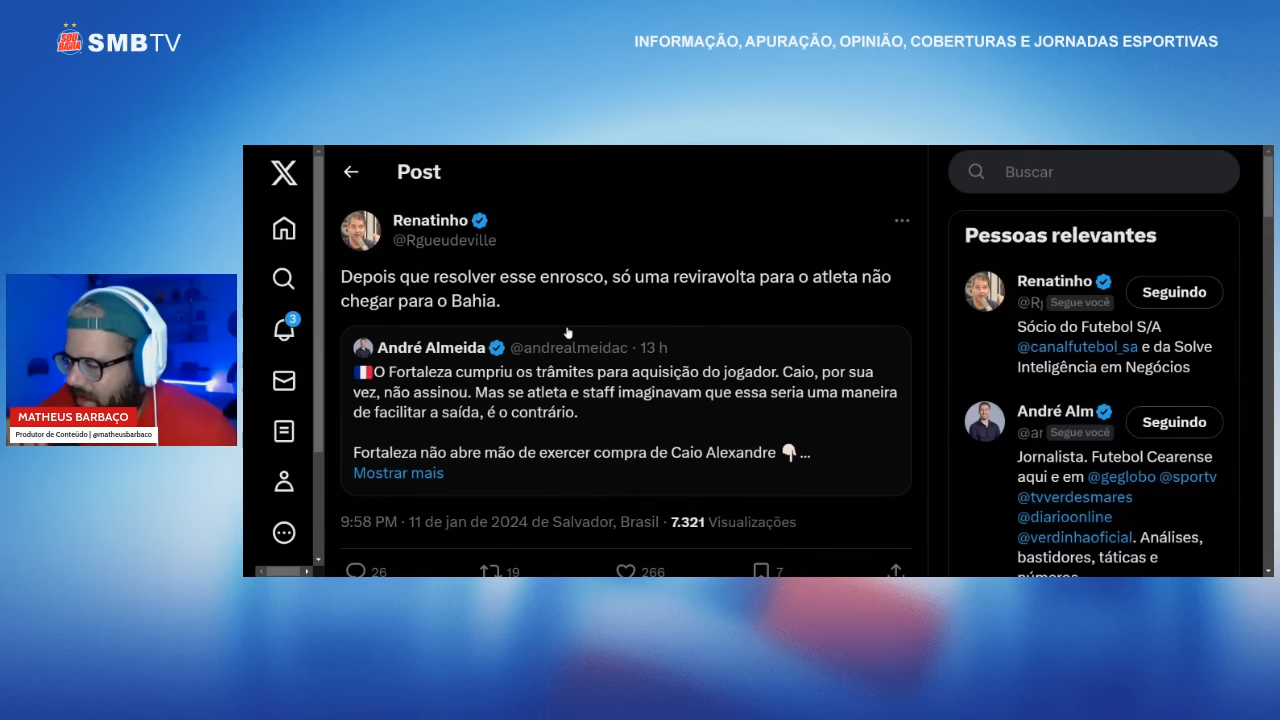 SOU BAHIA
SMBTV
INFORMAÇÃO, APURAÇÃO, OPINIÃO, COBERTURAS E JORNADAS ESPORTIVAS
Post
Renatinho
@Rgueudeville
Depois que resolver esse enrosco, só uma reviravolta para o atleta não
chegar para o Bahia.
André Almeida @andrealmeidac · 13 h
O Fortaleza cumpriu os trâmites para aquisição do jogador. Caio, por sua
vez, não assinou. Mas se atleta e staff imaginavam que essa seria uma maneira
de facilitar a saída, é o contrário.
Fortaleza não abre mão de exercer compra de Caio Alexandre ...
Mostrar mais
9:58 PM · 11 de jan de 2024 de Salvador, Brasil · 7.321 Visualizações
26 19 266 7
3
Buscar
Pessoas relevantes
Renatinho
@R Segue você
Seguindo
Sócio do Futebol S/A
@canalfutebol_sa e da Solve
Inteligência em Negócios
André Alm
@ar Segue você
Seguindo
Jornalista. Futebol Cearense
aqui e em @geglobo @sportv
@tvverdesmares
@diarioonline
@verdinhaoficial. Análises,
bastidores, táticas e
números
MATHEUS BARBAÇO
Produtor de Conteúdo | @matheusbarbaco